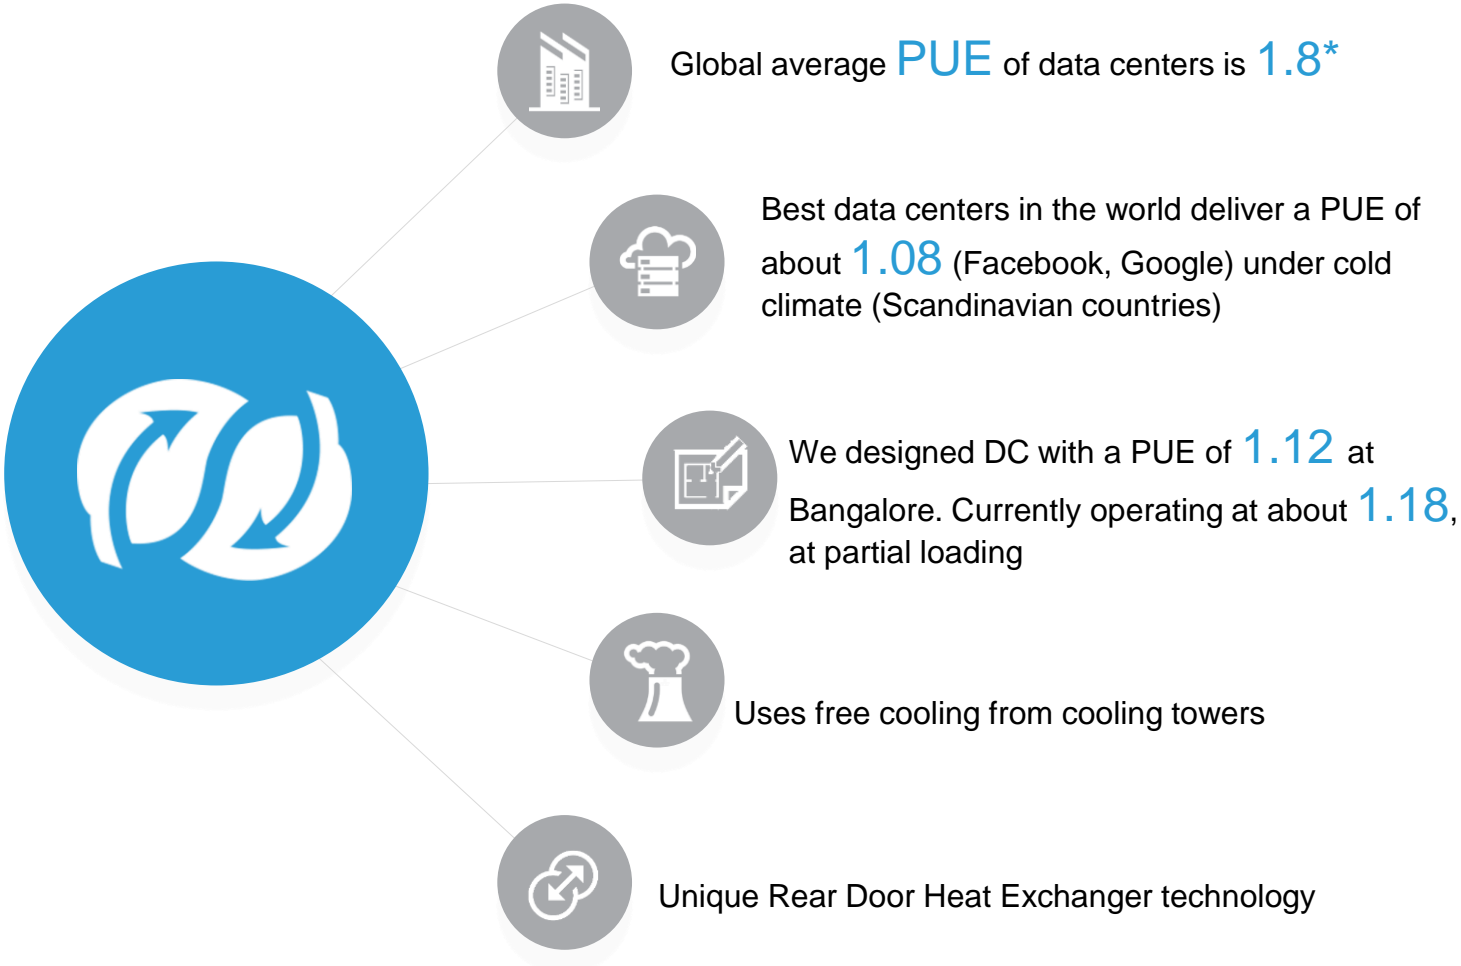 Global average PUE of data centers is 1.8*
Best data centers in the world deliver a PUE of
about 1.08 (Facebook, Google) under cold
climate (Scandinavian countries)
We designed DC with a PUE of 1.12 at
Bangalore. Currently operating at about 1.18,
at partial loading
Uses free cooling from cooling towers
Unique Rear Door Heat Exchanger technology